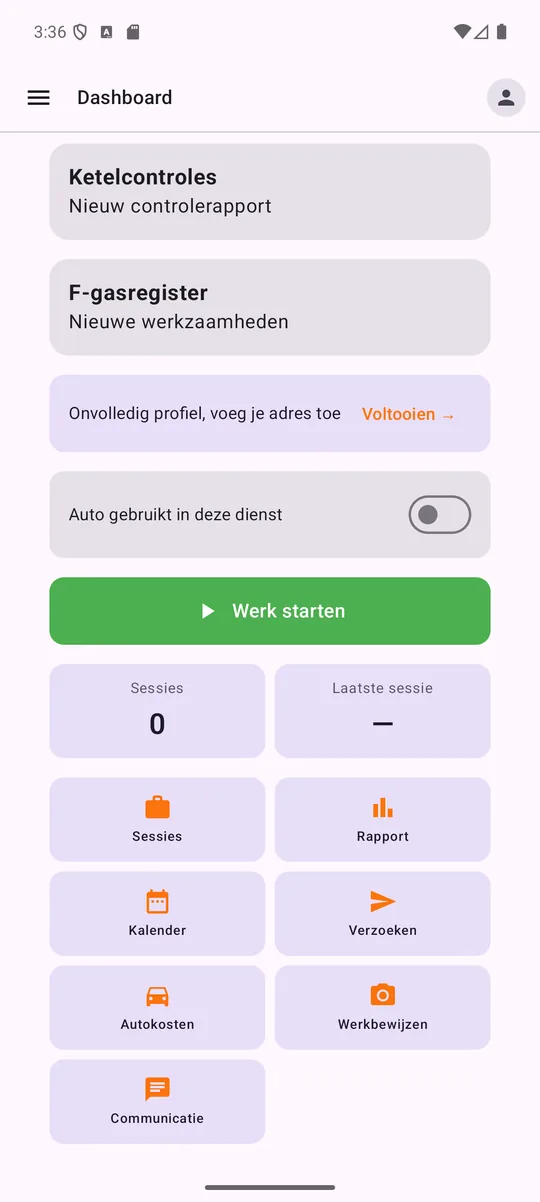 3:36
Dashboard
Ketelcontroles
Nieuw controlerapport
F-gasregister
Nieuwe werkzaamheden
Onvolledig profiel, voeg je adres toe Voltooien →
Auto gebruikt in deze dienst
Werk starten
Sessies Laatste sessie
0 —
Sessies Rapport
Kalender Verzoeken
Autokosten Werkbewijzen
Communicatie